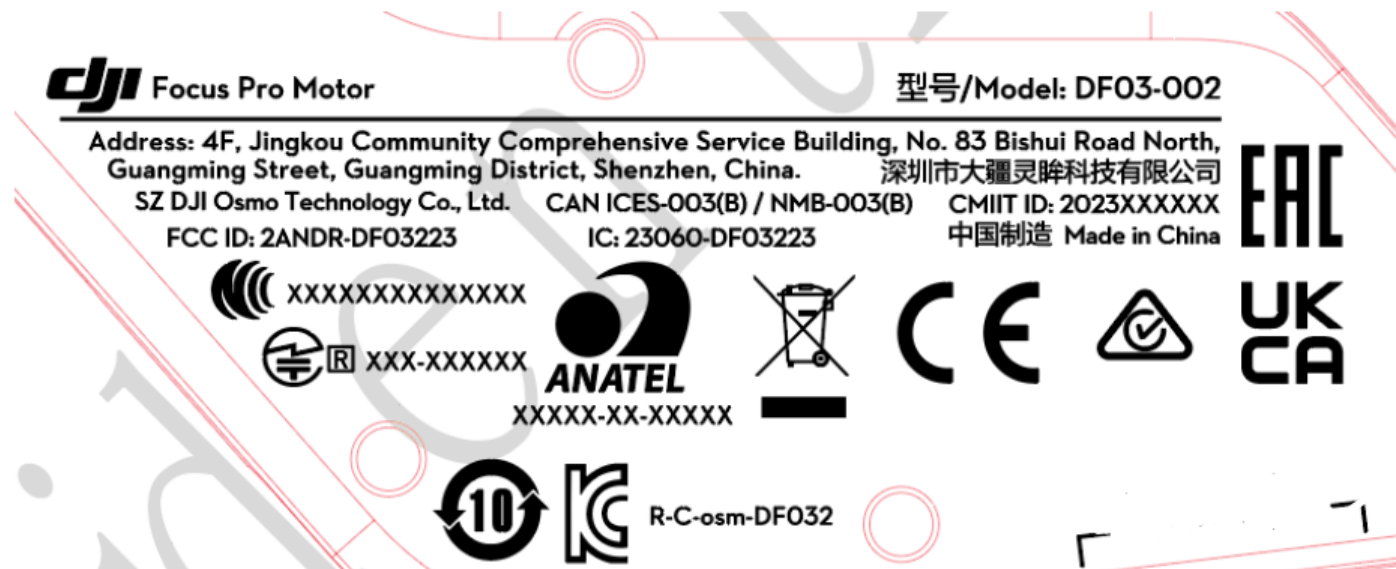 dji Focus Pro Motor 型号/Model: DF03-002
Address: 4F, Jingkou Community Comprehensive Service Building, No. 83 Bishui Road North,
Guangming Street, Guangming District, Shenzhen, China. 深圳市大疆灵眸科技有限公司
SZ DJI Osmo Technology Co., Ltd. CAN ICES-003(B) / NMB-003(B) CMIIT ID: 2023XXXXXX
FCC ID: 2ANDR-DF03223 IC: 23060-DF03223 中国制造 Made in China
EAC
XXXXXXXXXXXXXX
R XXX-XXXXXX
ANATEL
XXXXX-XX-XXXXX
CE
UK
CA
10 KC R-C-osm-DF032